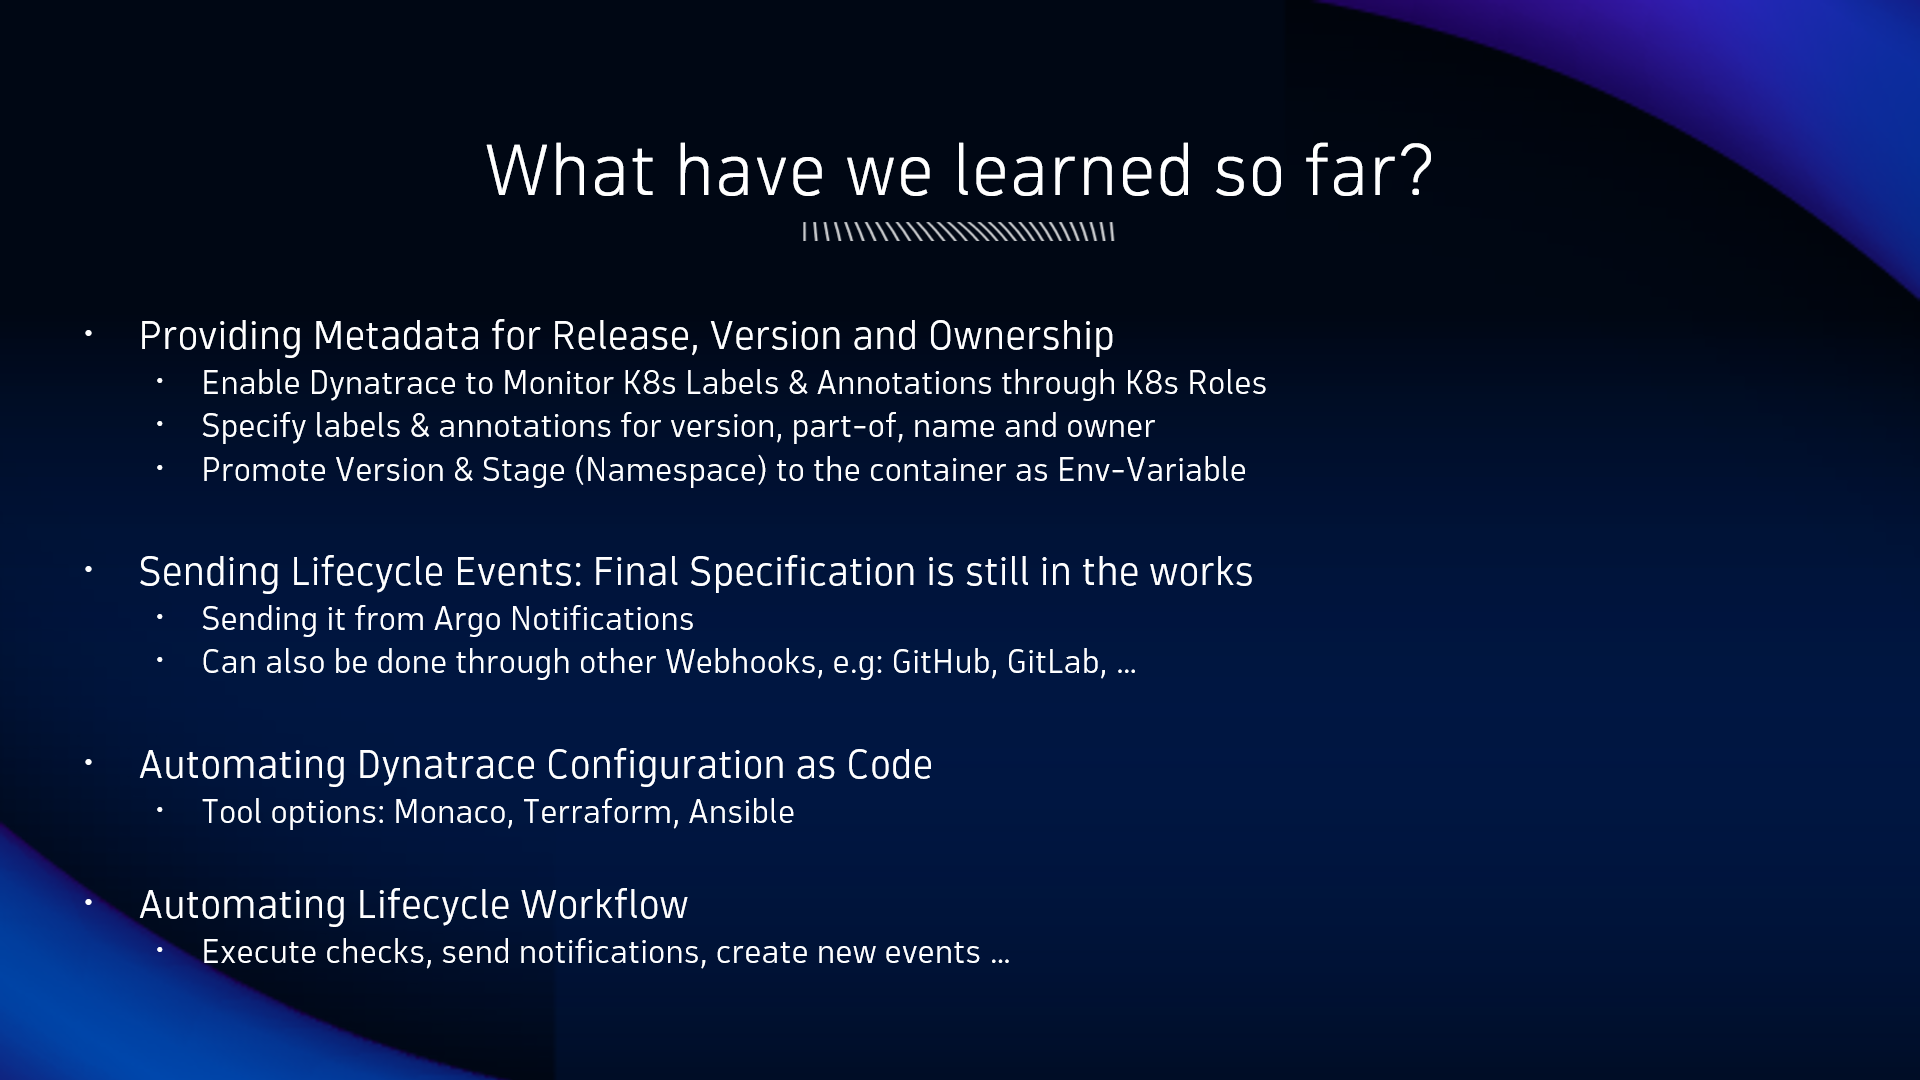 What have we learned so far?
• Providing Metadata for Release, Version and Ownership
• Enable Dynatrace to Monitor K8s Labels & Annotations through K8s Roles
• Specify labels & annotations for version, part-of, name and owner
• Promote Version & Stage (Namespace) to the container as Env-Variable
• Sending Lifecycle Events: Final Specification is still in the works
• Sending it from Argo Notifications
• Can also be done through other Webhooks, e.g: GitHub, GitLab, ...
• Automating Dynatrace Configuration as Code
• Tool options: Monaco, Terraform, Ansible
• Automating Lifecycle Workflow
• Execute checks, send notifications, create new events ...